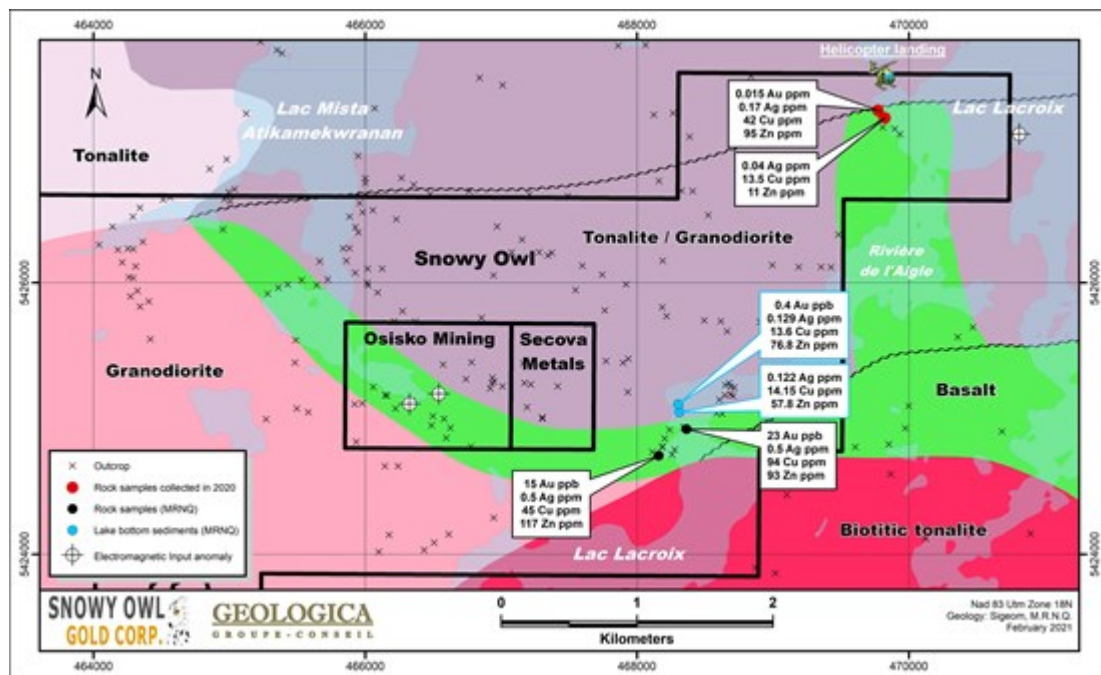 464000
466000
468000
470000
Helicopter landing
N
Lac Mista
Atikamekwranan
0.015 Au ppm
0.17 Ag ppm
42 Cu ppm
95 Zn ppm
Lac Lacroix
Tonalite
0.04 Ag ppm
13.5 Cu ppm
11 Zn ppm
Tonalite / Granodiorite
Snowy Owl
Rivière
de l'Aigle
5426000
5426000
0.4 Au ppb
0.129 Ag ppm
13.6 Cu ppm
76.8 Zn ppm
Osisko Mining
Secova
Metals
Granodiorite
0.122 Ag ppm
14.15 Cu ppm
57.8 Zn ppm
Basalt
23 Au ppb
0.5 Ag ppm
94 Cu ppm
93 Zn ppm
15 Au ppb
0.5 Ag ppm
45 Cu ppm
117 Zn ppm
Biotitic tonalite
Lac Lacroix
Outcrop
Rock samples collected in 2020
Rock samples (MRNQ)
Lake bottom sediments (MRNQ)
Electromagnetic Input anomaly
5424000
5424000
SNOWY OWL
GOLD CORP.
GEOLOGICA
GROUPE-CONSEIL
0 1 2
Kilometers
Nad 83 Utm Zone 18N
Geology: Sigeom, M.R.N.Q.
February 2021
464000
466000
468000
470000